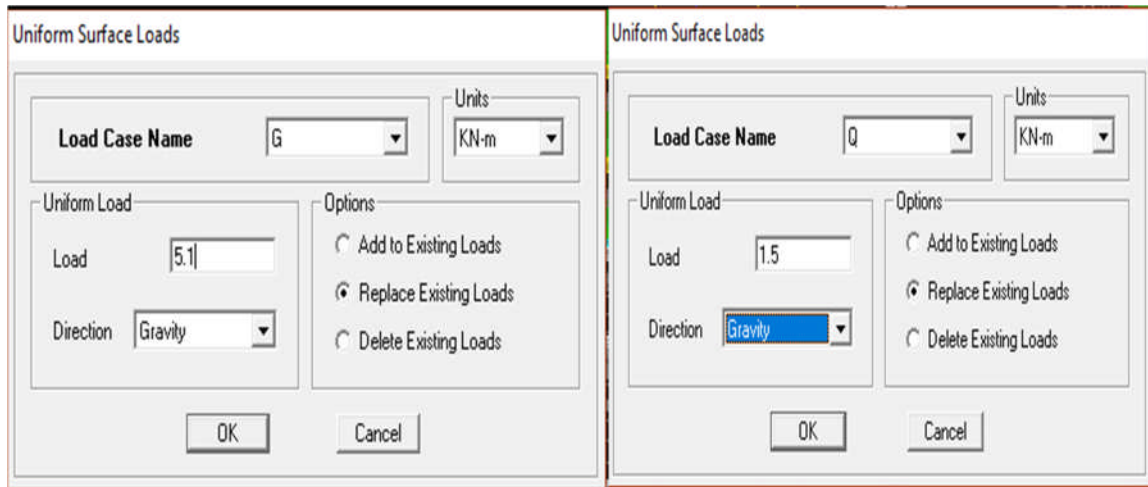 Uniform Surface Loads
Units
Load Case Name G KN-m
Uniform Load
Options
Load 5.1
Add to Existing Loads
Replace Existing Loads
Direction Gravity
Delete Existing Loads
OK Cancel
Uniform Surface Loads
Units
Load Case Name Q KN-m
Uniform Load
Options
Load 1.5
Add to Existing Loads
Replace Existing Loads
Direction Gravity
Delete Existing Loads
OK Cancel